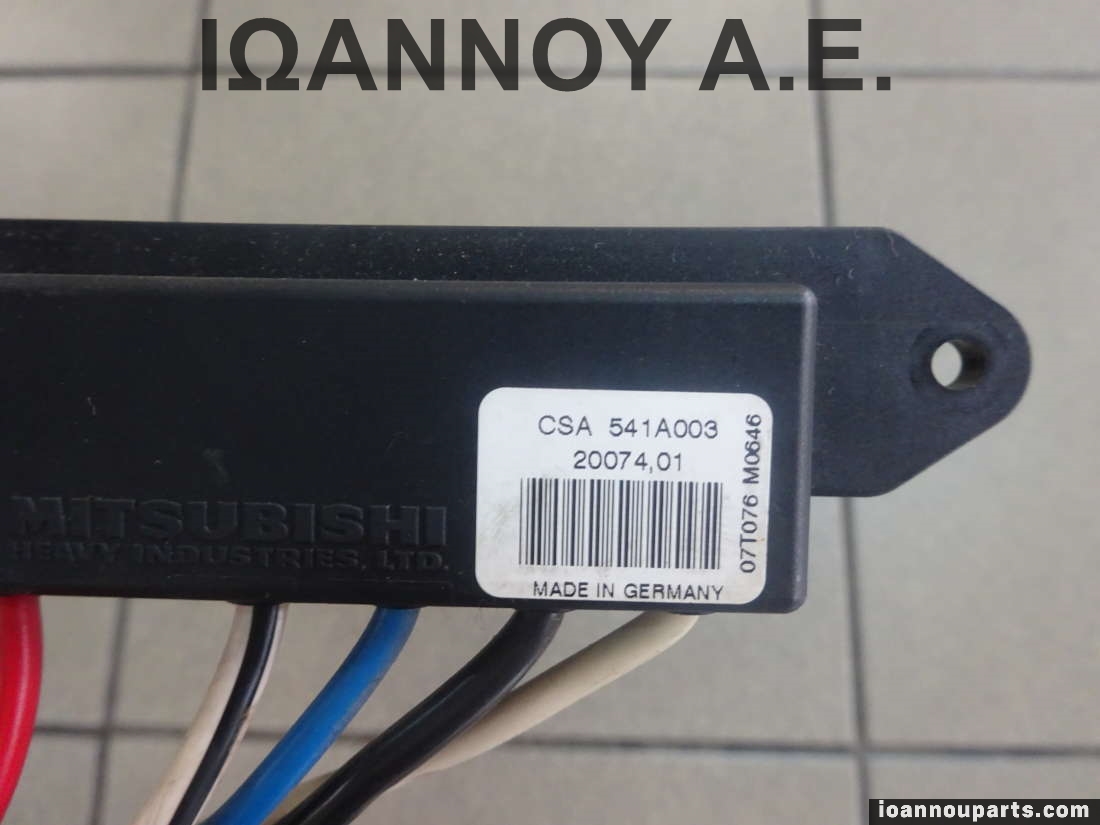 ΙΩΑΝΝΟΥ Α.Ε.
CSA 541A003
20074,01
07T076 M0646
MADE IN GERMANY
MITSUBISHI
HEAVY INDUSTRIES, LTD.
ioannouparts.com